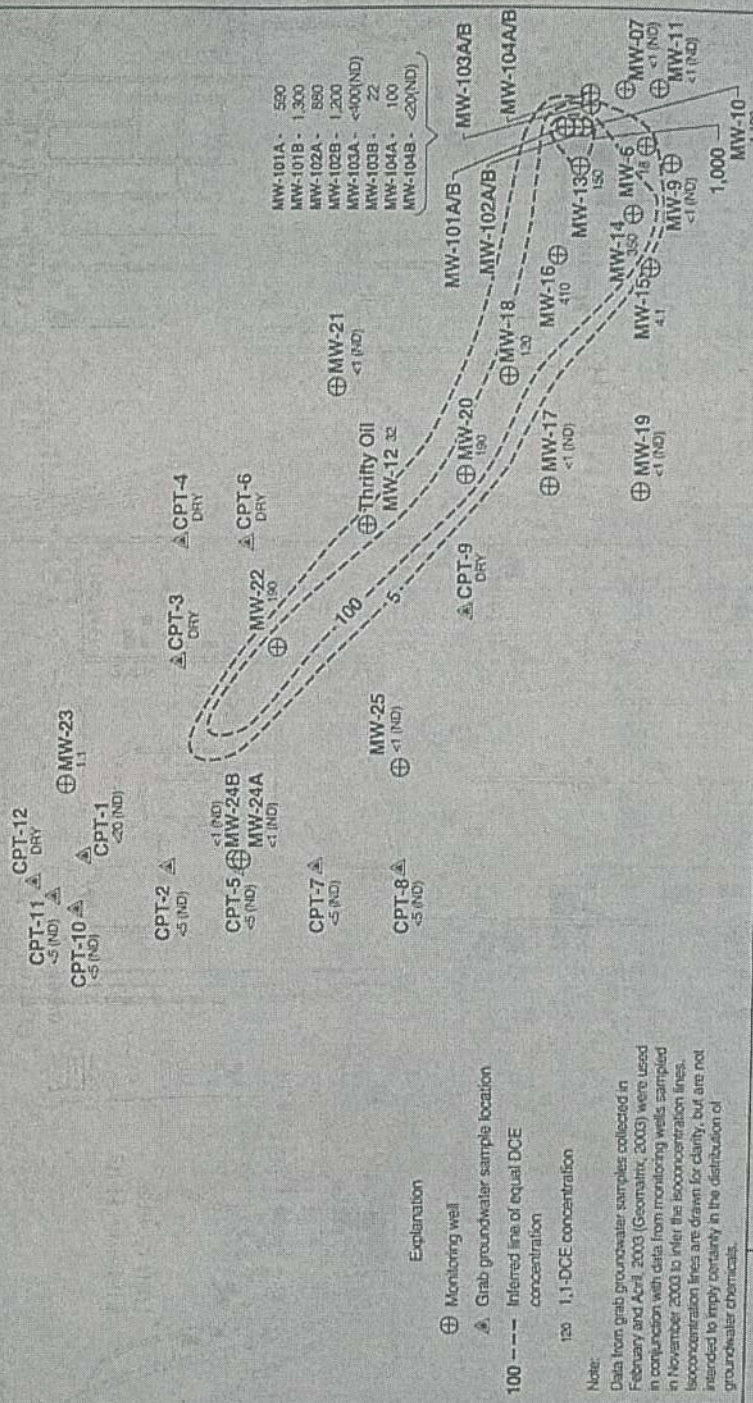 CPT-11
<5 (ND)
CPT-12
DRY
CPT-10
<5 (ND)
MW-23
1.1
CPT-1
<20 (ND)
CPT-2
<5 (ND)
CPT-3
DRY
CPT-4
DRY
<1 (ND)
CPT-5
<5 (ND)
MW-24B
MW-24A
<1 (ND)
MW-22
190
CPT-6
DRY
CPT-7
<5 (ND)
MW-21
<1 (ND)
MW-101A - 590
MW-101B - 1,300
MW-102A - 890
MW-102B - 1,200
MW-103A - <400(ND)
MW-103B - 22
MW-104A - 100
MW-104B - <20(ND)
CPT-8
<5 (ND)
MW-25
<1 (ND)
100
5
Thrifty Oil
MW-12 32
CPT-9
DRY
MW-20
190
MW-18
120
MW-101A/B
MW-102A/B
MW-103A/B
MW-104A/B
MW-17
<1 (ND)
MW-16
410
MW-13
150
MW-19
<1 (ND)
MW-14
350
MW-15
4.1
MW-6
18
MW-07
<1 (ND)
MW-11
<1 (ND)
MW-9
<1 (ND)
1,000
MW-10
Explanation
Monitoring well
Grab groundwater sample location
100 ---- Inferred line of equal DCE
concentration
120 1,1-DCE concentration
Note:
Data from grab groundwater samples collected in
February and April, 2003 (Geomatrix, 2003) were used
in conjunction with data from monitoring wells sampled
in November 2003 to infer the isoconcentration lines.
Isoconcentration lines are drawn for clarity, but are not
intended to imply certainty in the distribution of
groundwater chemicals.